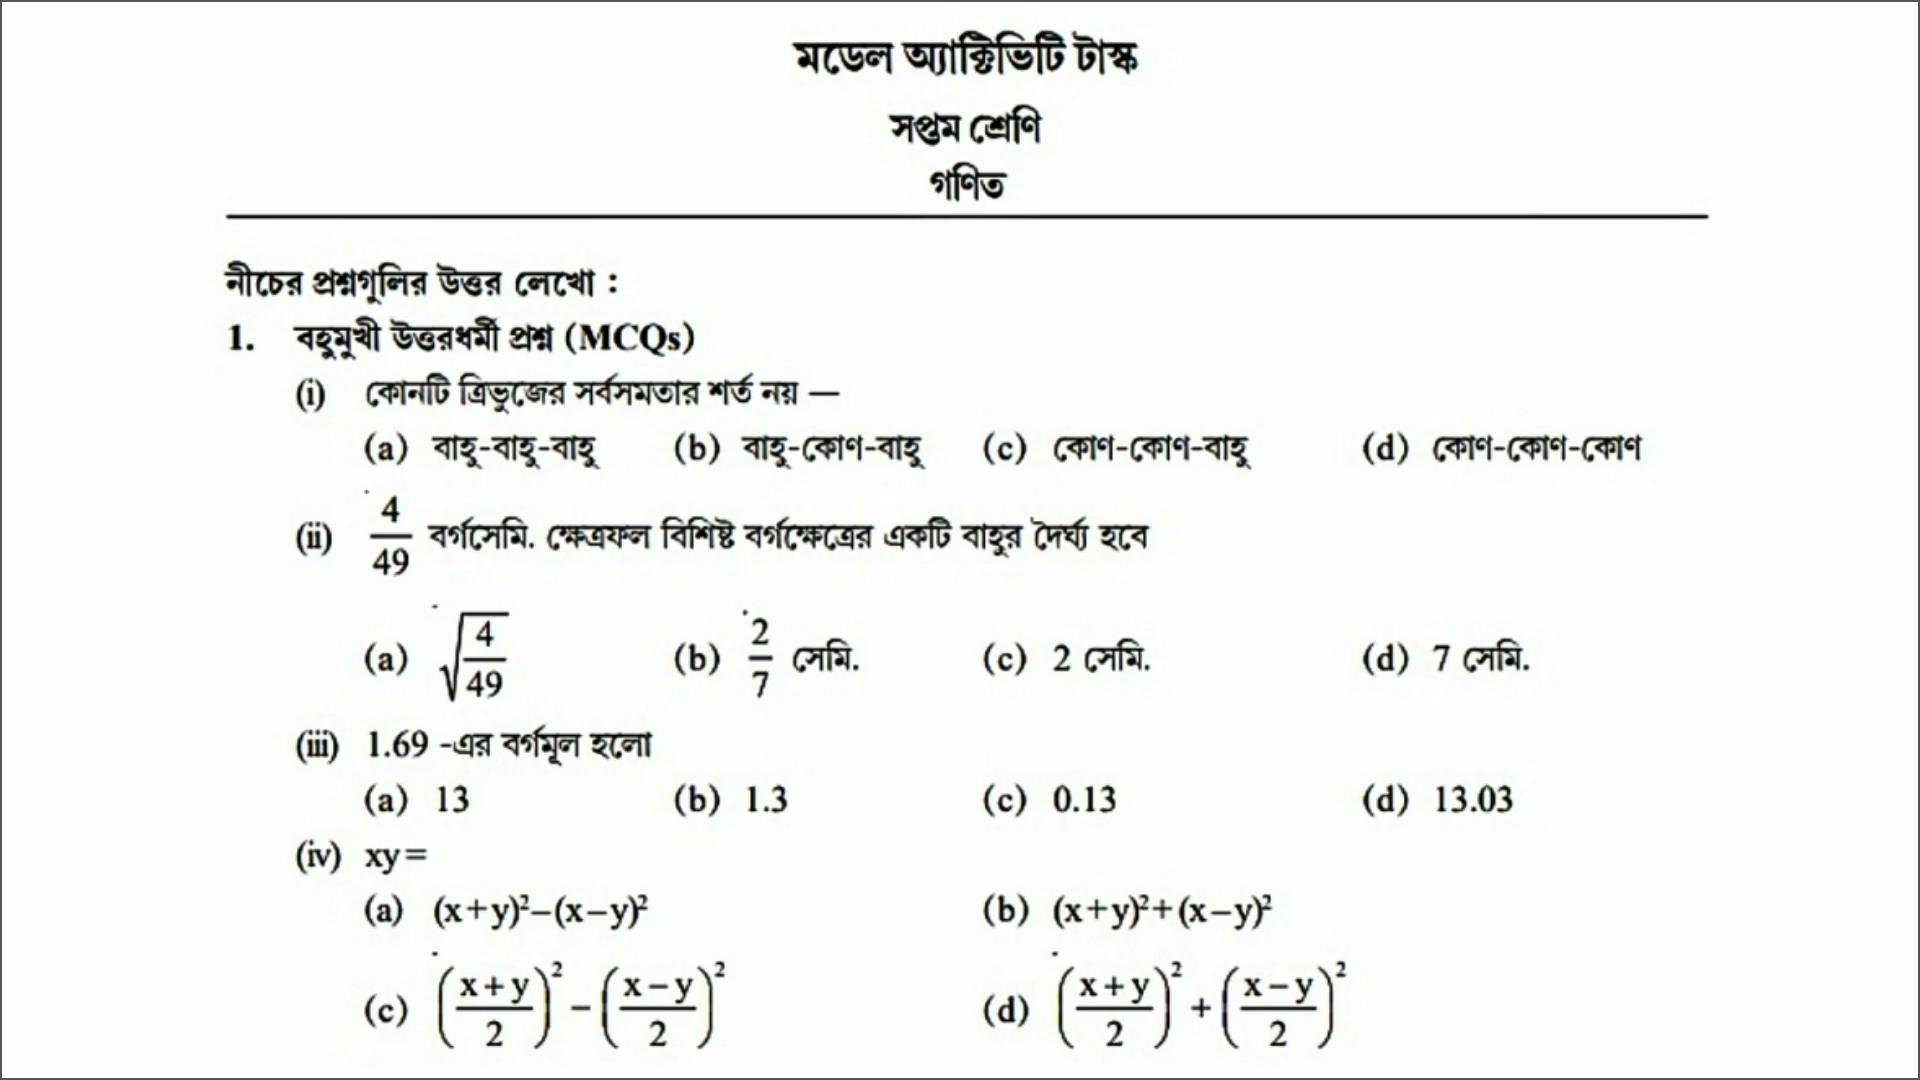 মডেল অ্যাক্টিভিটি টাস্ক
সপ্তম শ্রেণি
গণিত
নীচের প্রশ্নগুলির উত্তর লেখো :
1. বহুমুখী উত্তরধর্মী প্রশ্ন (MCQs)
(i) কোনটি ত্রিভুজের সর্বসমতার শর্ত নয় —
(a) বাহু-বাহু-বাহু (b) বাহু-কোণ-বাহু (c) কোণ-কোণ-বাহু (d) কোণ-কোণ-কোণ
(ii) 4/49 বর্গসেমি. ক্ষেত্রফল বিশিষ্ট বর্গক্ষেত্রের একটি বাহুর দৈর্ঘ্য হবে
(a) √(4/49) (b) 2/7 সেমি. (c) 2 সেমি. (d) 7 সেমি.
(iii) 1.69 -এর বর্গমূল হলো
(a) 13 (b) 1.3 (c) 0.13 (d) 13.03
(iv) xy=
(a) (x+y)²–(x–y)² (b) (x+y)²+(x–y)²
(c) ((x+y)/2)² – ((x–y)/2)² (d) ((x+y)/2)² + ((x–y)/2)²